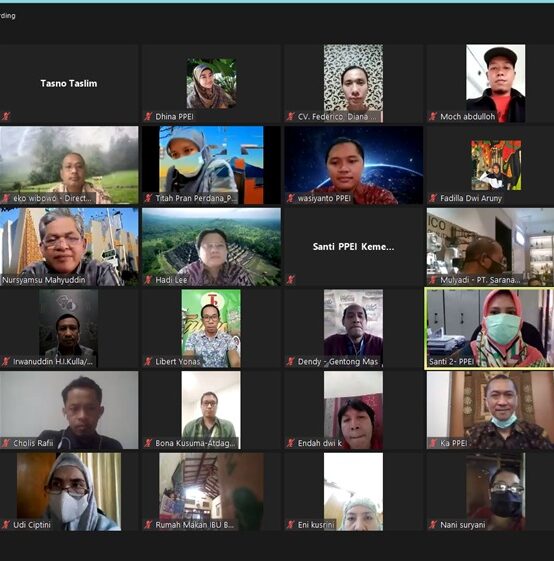 rding
Tasno Taslim
Dhina PPEI
CV. Federico Diana ...
Moch abdulloh
eko wibowo - Direct...
Titah Pran Perdana_P...
wasiyanto PPEI
Fadilla Dwi Aruny
Nursyamsu Mahyuddin
Hadi Lee
Santi PPEI Keme...
Mulyadi - PT. Sarana...
Irwanuddin H.I.Kulla/...
Libert Yonas
Dendy - Gentong Mas
Santi 2- PPEI
Cholis Rafii
Bona Kusuma-Atdag...
Endah dwi k
Ka PPEI
Udi Ciptini
Rumah Makan IBU B...
Eni kusrini
Nani suryani